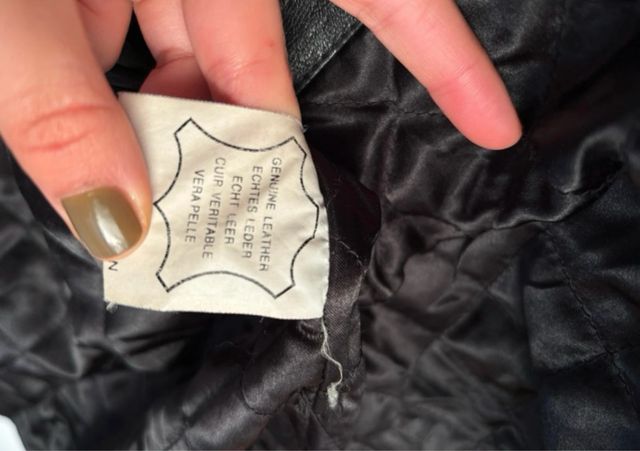 GENUINE LEATHER
ECHTES LEDER
ECHT LEER
CUIR VERITABLE
VERA PELLE
N